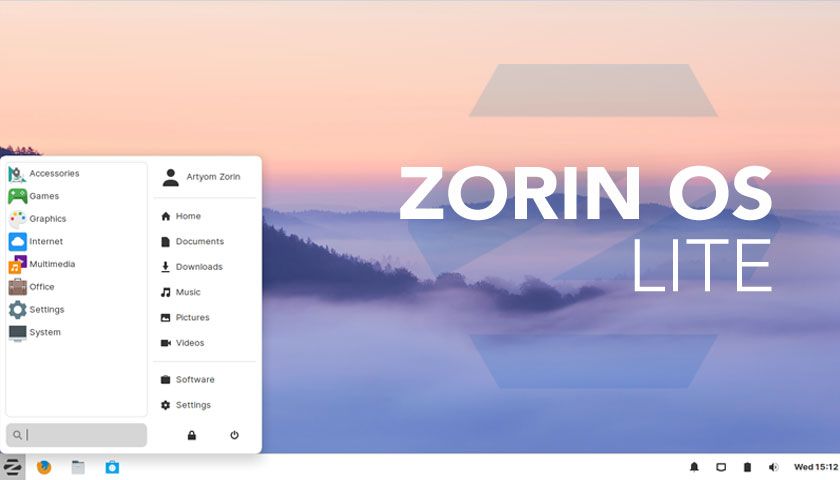 ZORIN OS
LITE
Accessories
Games
Graphics
Internet
Multimedia
Office
Settings
System
Artyom Zorin
Home
Documents
Downloads
Music
Pictures
Videos
Software
Settings
Wed 15:12